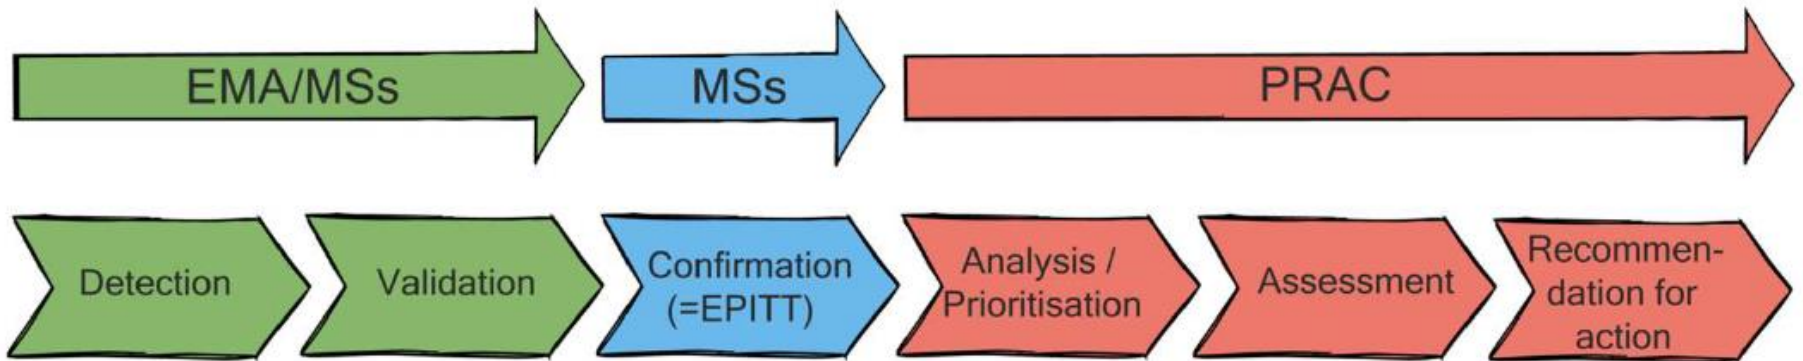 EMA/MSs
MSs
PRAC
Detection
Validation
Confirmation
(=EPITT)
Analysis /
Prioritisation
Assessment
Recommen-
dation for
action